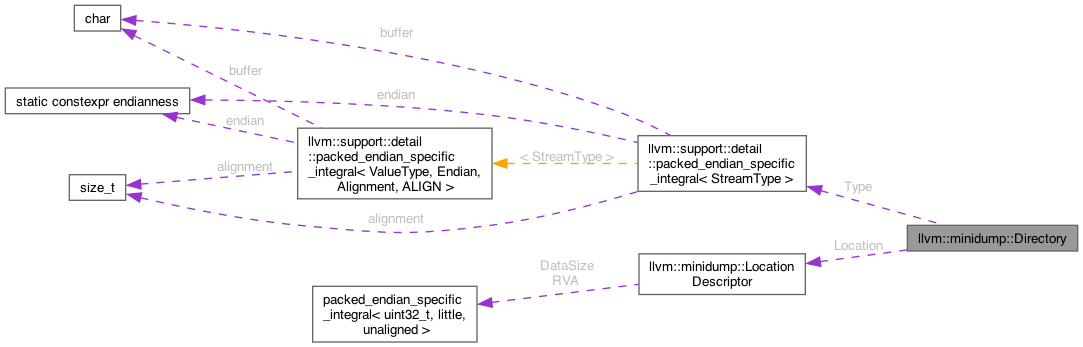 char
buffer
buffer
static constexpr endianness
endian
endian
llvm::support::detail
::packed_endian_specific
_integral< ValueType, Endian,
Alignment, ALIGN >
< StreamType >
llvm::support::detail
::packed_endian_specific
_integral< StreamType >
size_t
alignment
alignment
Type
llvm::minidump::Directory
Location
llvm::minidump::Location
Descriptor
DataSize
RVA
packed_endian_specific
_integral< uint32_t, little,
unaligned >